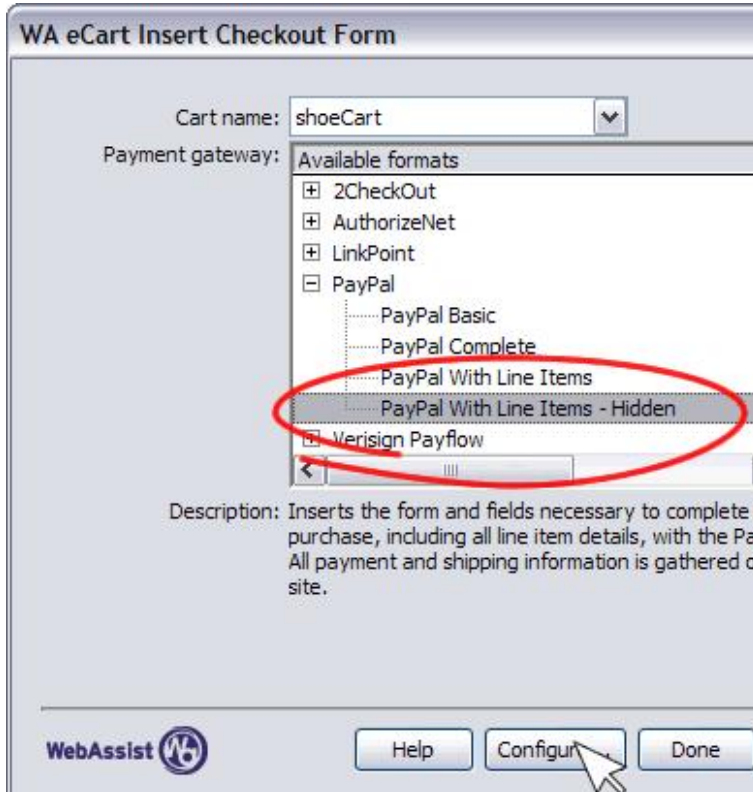 WA eCart Insert Checkout Form
Cart name: shoeCart
Payment gateway: Available formats
2CheckOut
AuthorizeNet
LinkPoint
PayPal
PayPal Basic
PayPal Complete
PayPal With Line Items
PayPal With Line Items - Hidden
Verisign Payflow
Description: Inserts the form and fields necessary to complete
purchase, including all line item details, with the
All payment and shipping information is gathered
site.
WebAssist Help Done